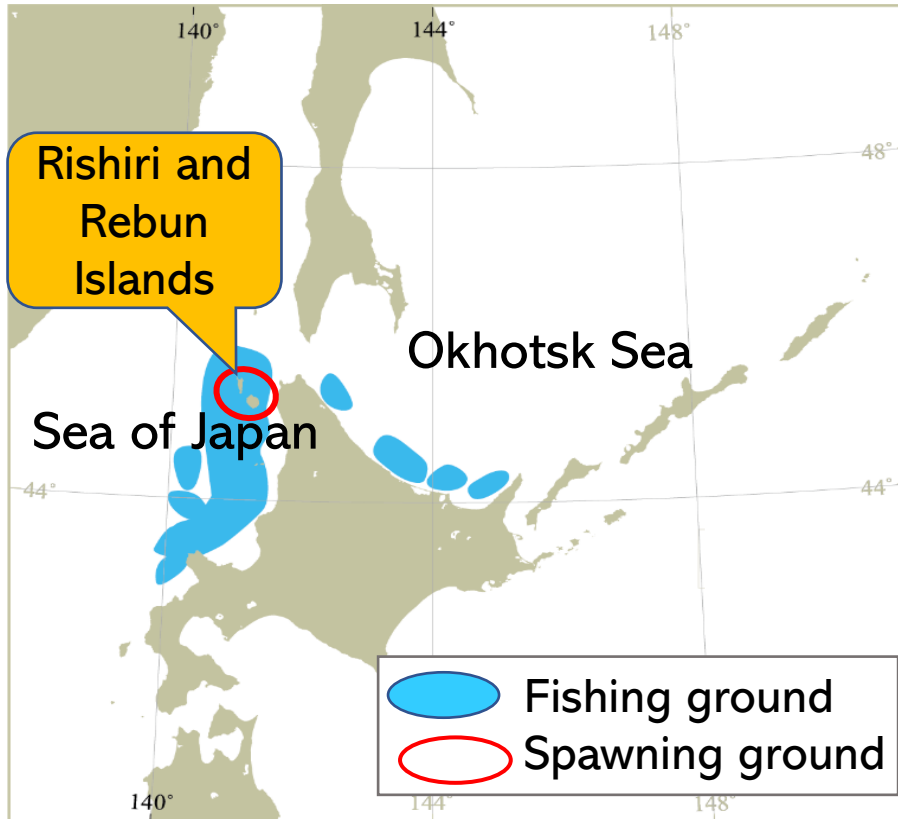 140°
144°
148°
Rishiri and
Rebun
Islands
48°
Okhotsk Sea
Sea of Japan
44°
44°
Fishing ground
Spawning ground
140°
144°
148°